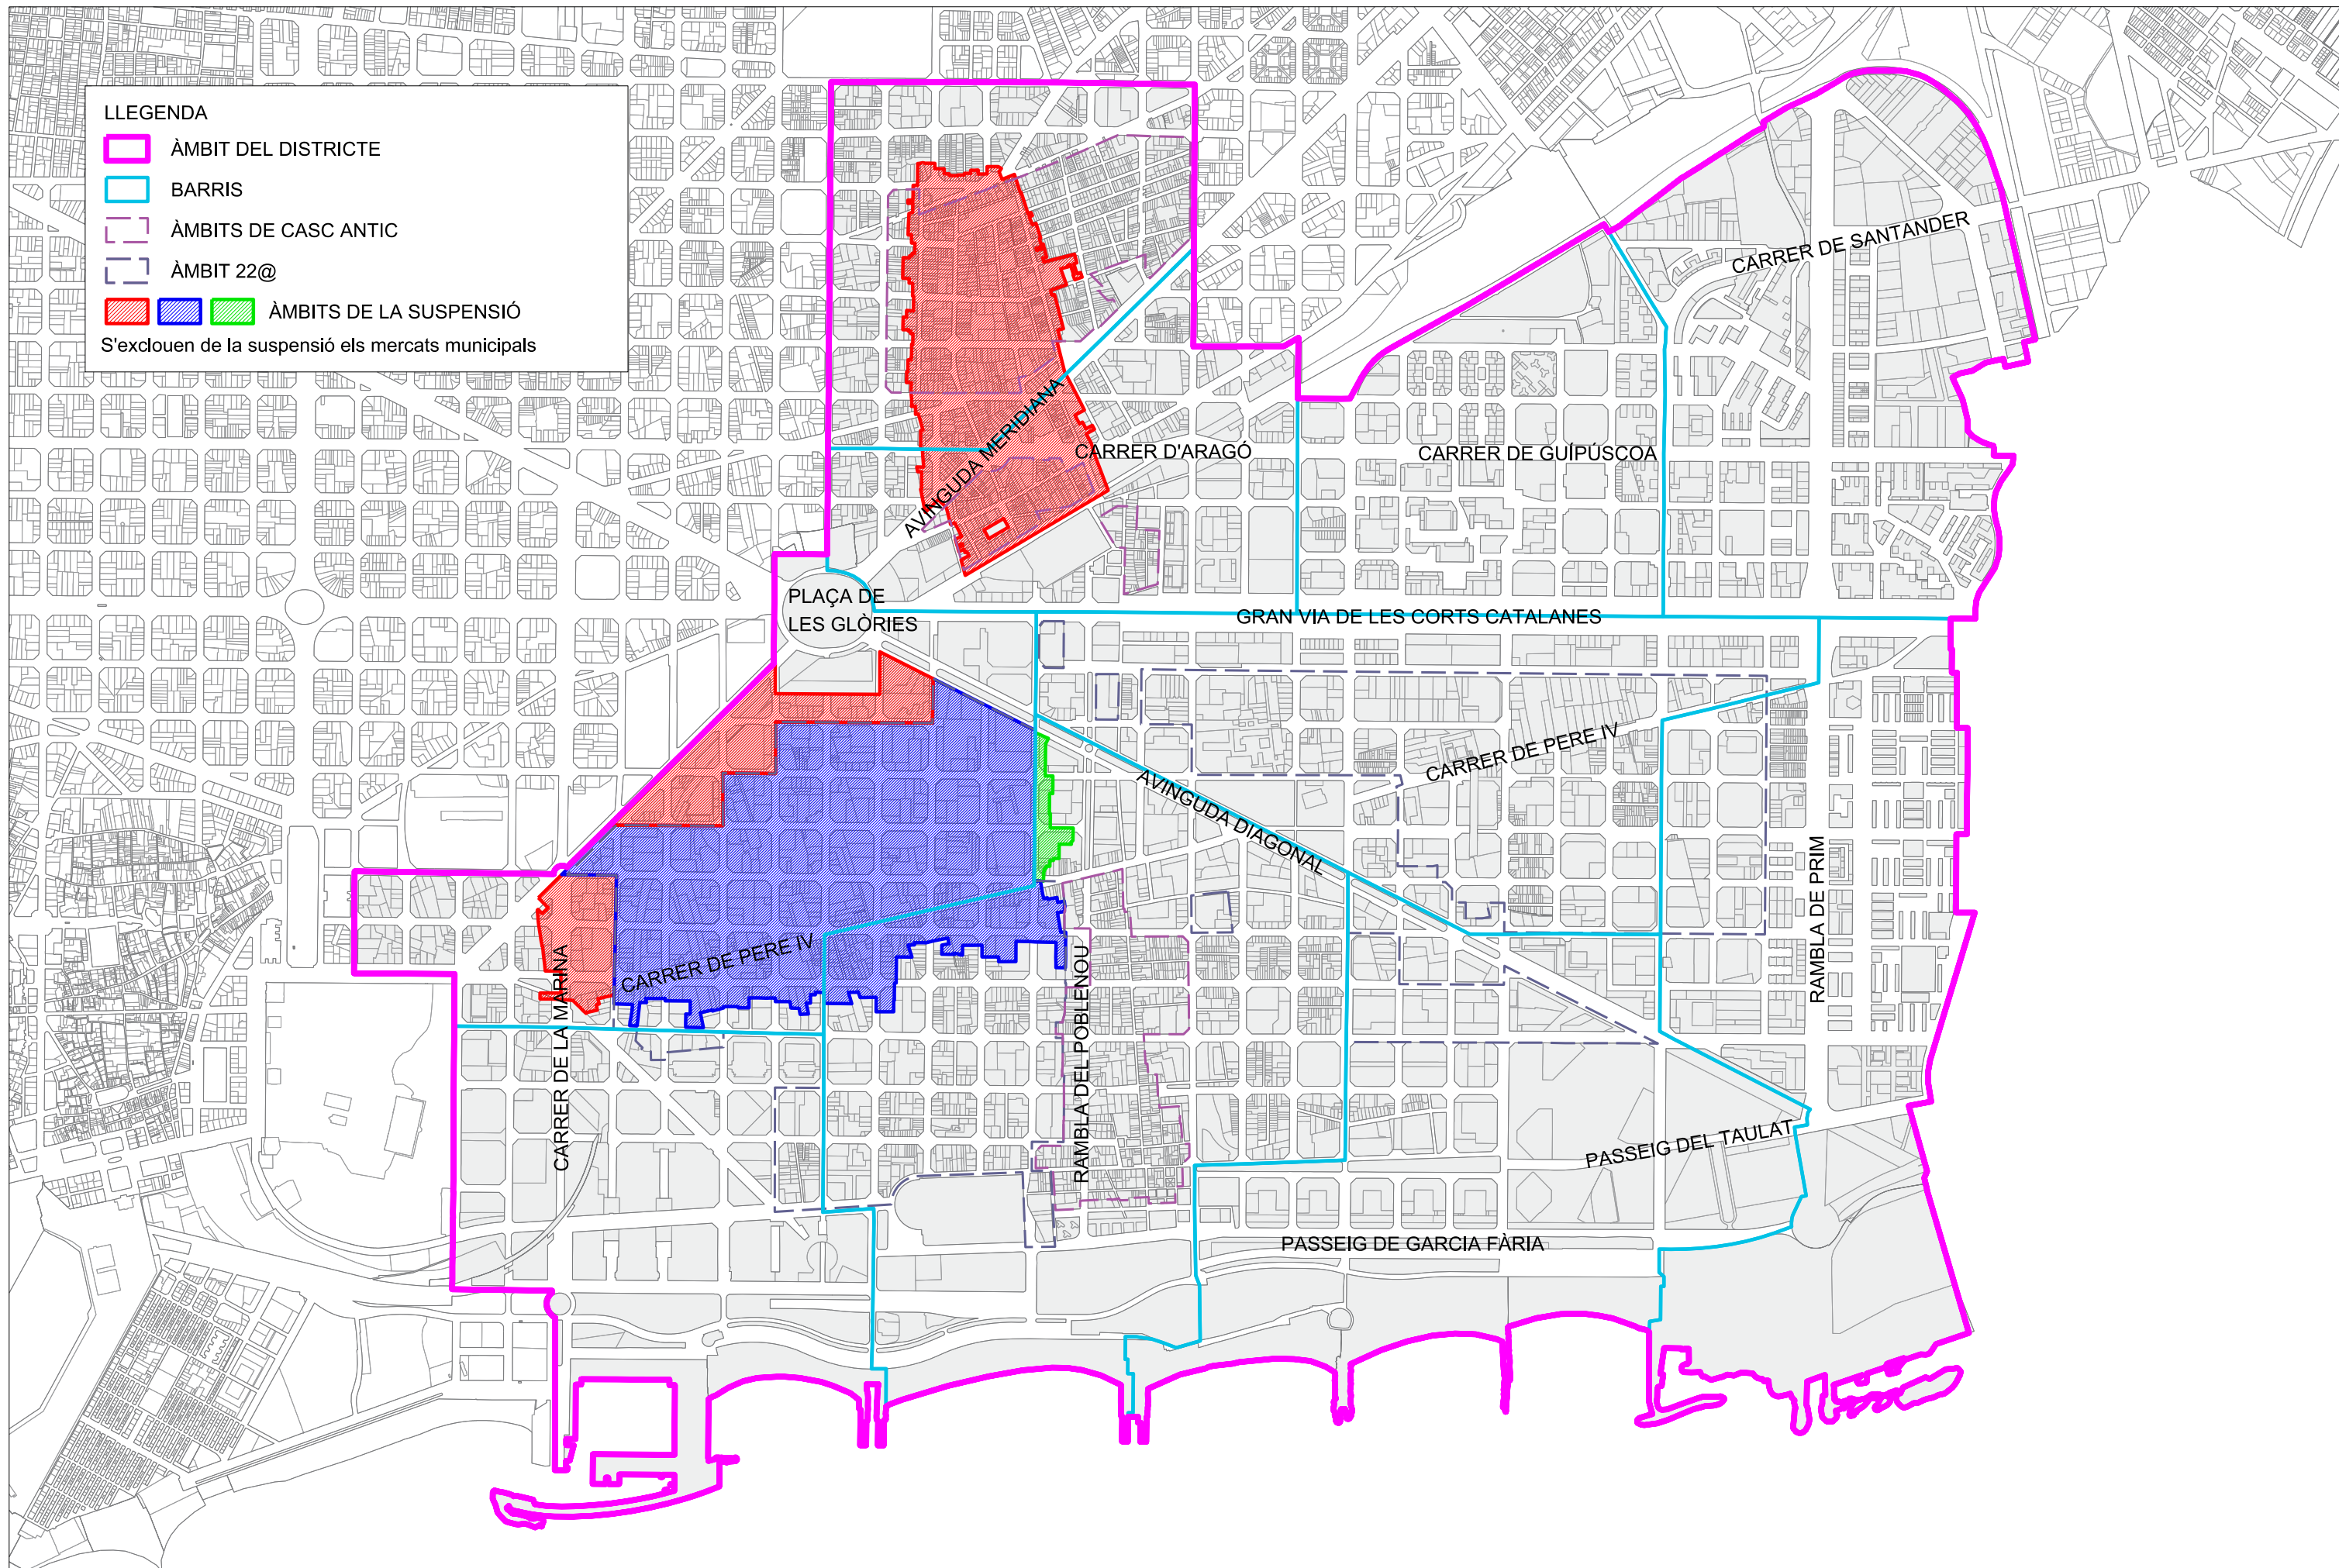 LLEGENDA
ÀMBIT DEL DISTRICTE
BARRIS
ÀMBITS DE CASC ANTIC
ÀMBIT 22@
ÀMBITS DE LA SUSPENSIÓ
S'exclouen de la suspensió els mercats municipals
CARRER DE SANTANDER
AVINGUDA MERIDIANA
CARRER D'ARAGÓ
CARRER DE GUÍPÚSCOA
PLAÇA DE
LES GLÒRIES
GRAN VIA DE LES CORTS CATALANES
CARRER DE PERE IV
AVINGUDA DIAGONAL
RAMBLA DE PRIM
CARRER DE PERE IV
CARRER DE LA MARINA
RAMBLA DEL POBLENOU
PASSEIG DEL TAULAT
PASSEIG DE GARCIA FÀRIA